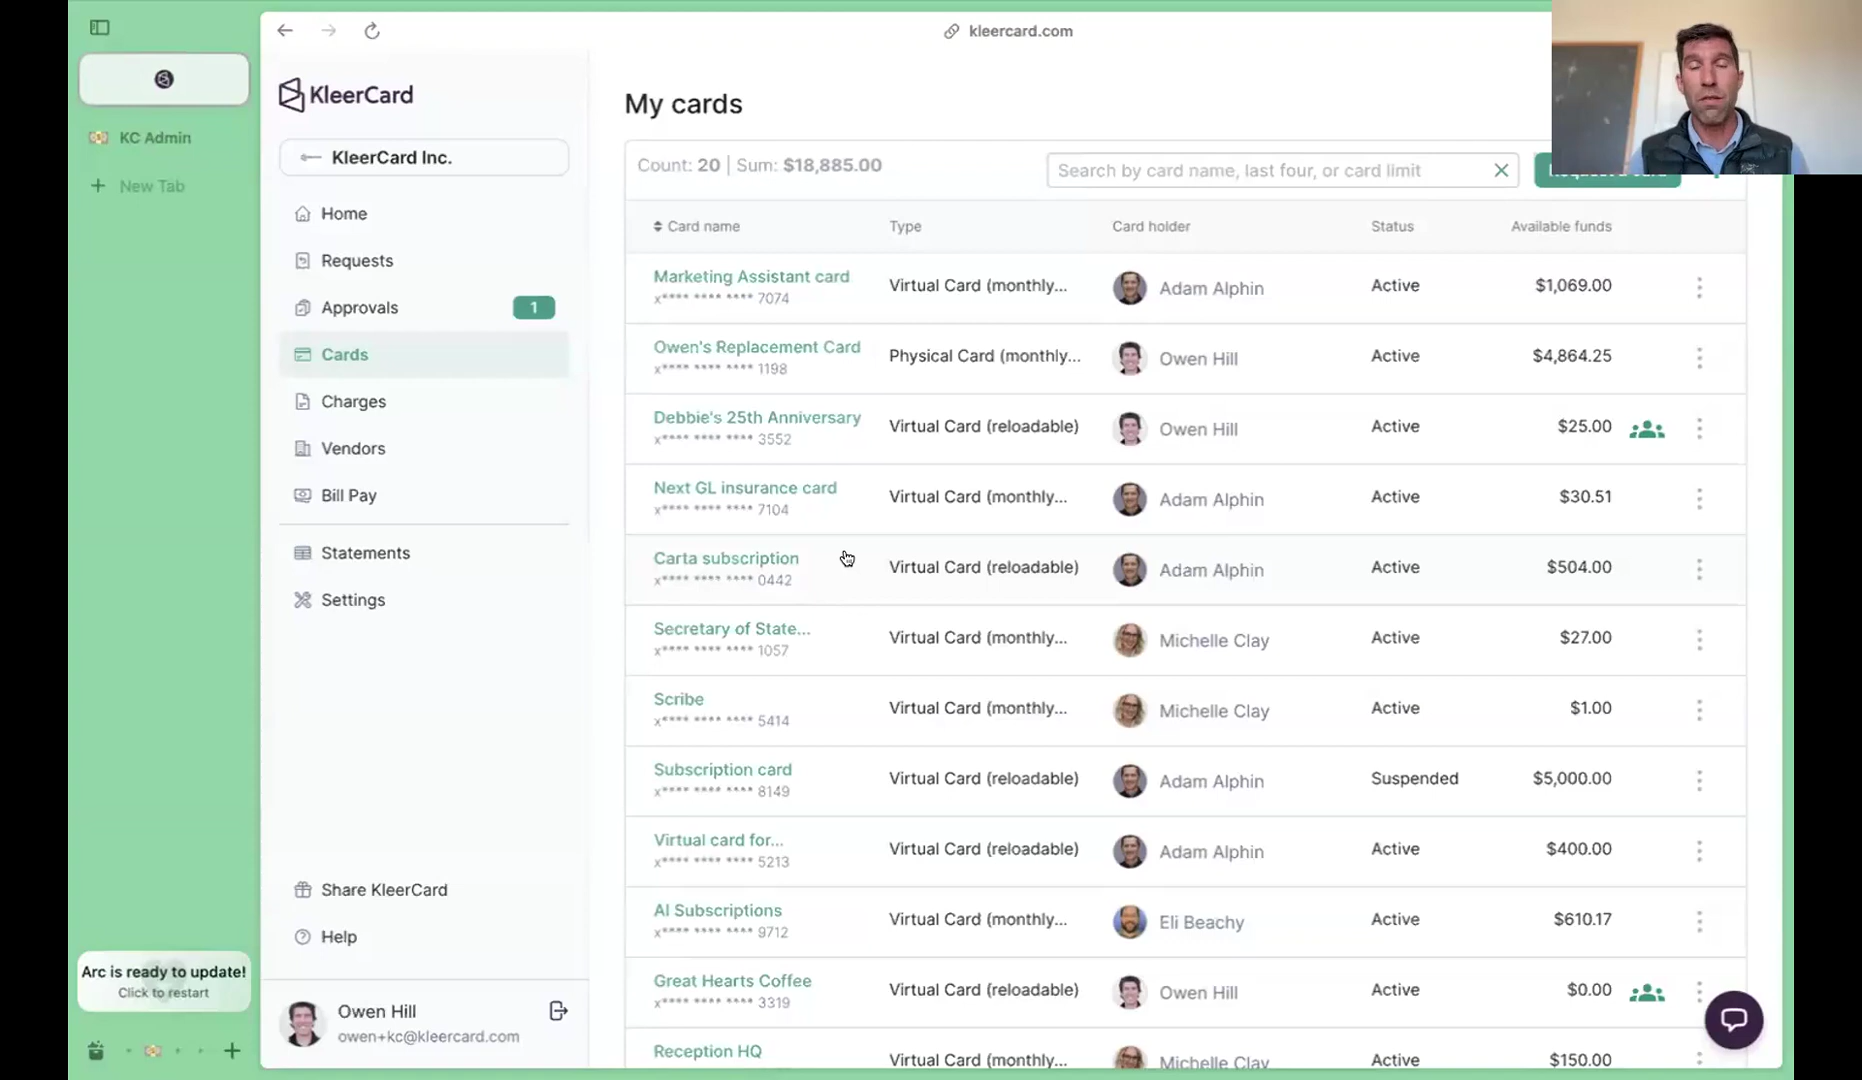 kleercard.com
KleerCard
KC Admin
New Tab
KleerCard Inc.
Home
Requests
Approvals 1
Cards
Charges
Vendors
Bill Pay
Statements
Settings
Share KleerCard
Help
Arc is ready to update!
Click to restart
Owen Hill
owen+kc@kleercard.com
My cards
Count: 20 | Sum: $18,885.00
Search by card name, last four, or card limit
Card name Type Card holder Status Available funds
Marketing Assistant card
x**** **** **** 7074
Virtual Card (monthly... Adam Alphin Active $1,069.00
Owen's Replacement Card
x**** **** **** 1198
Physical Card (monthly... Owen Hill Active $4,864.25
Debbie's 25th Anniversary
x**** **** **** 3552
Virtual Card (reloadable) Owen Hill Active $25.00
Next GL insurance card
x**** **** **** 7104
Virtual Card (monthly... Adam Alphin Active $30.51
Carta subscription
x**** **** **** 0442
Virtual Card (reloadable) Adam Alphin Active $504.00
Secretary of State...
x**** **** **** 1057
Virtual Card (monthly... Michelle Clay Active $27.00
Scribe
x**** **** **** 5414
Virtual Card (monthly... Michelle Clay Active $1.00
Subscription card
x**** **** **** 8149
Virtual Card (reloadable) Adam Alphin Suspended $5,000.00
Virtual card for...
x**** **** **** 5213
Virtual Card (reloadable) Adam Alphin Active $400.00
AI Subscriptions
x**** **** **** 9712
Virtual Card (monthly... Eli Beachy Active $610.17
Great Hearts Coffee
x**** **** **** 3319
Virtual Card (reloadable) Owen Hill Active $0.00
Reception HQ
Virtual Card (monthly... Michelle Clay Active $150.00